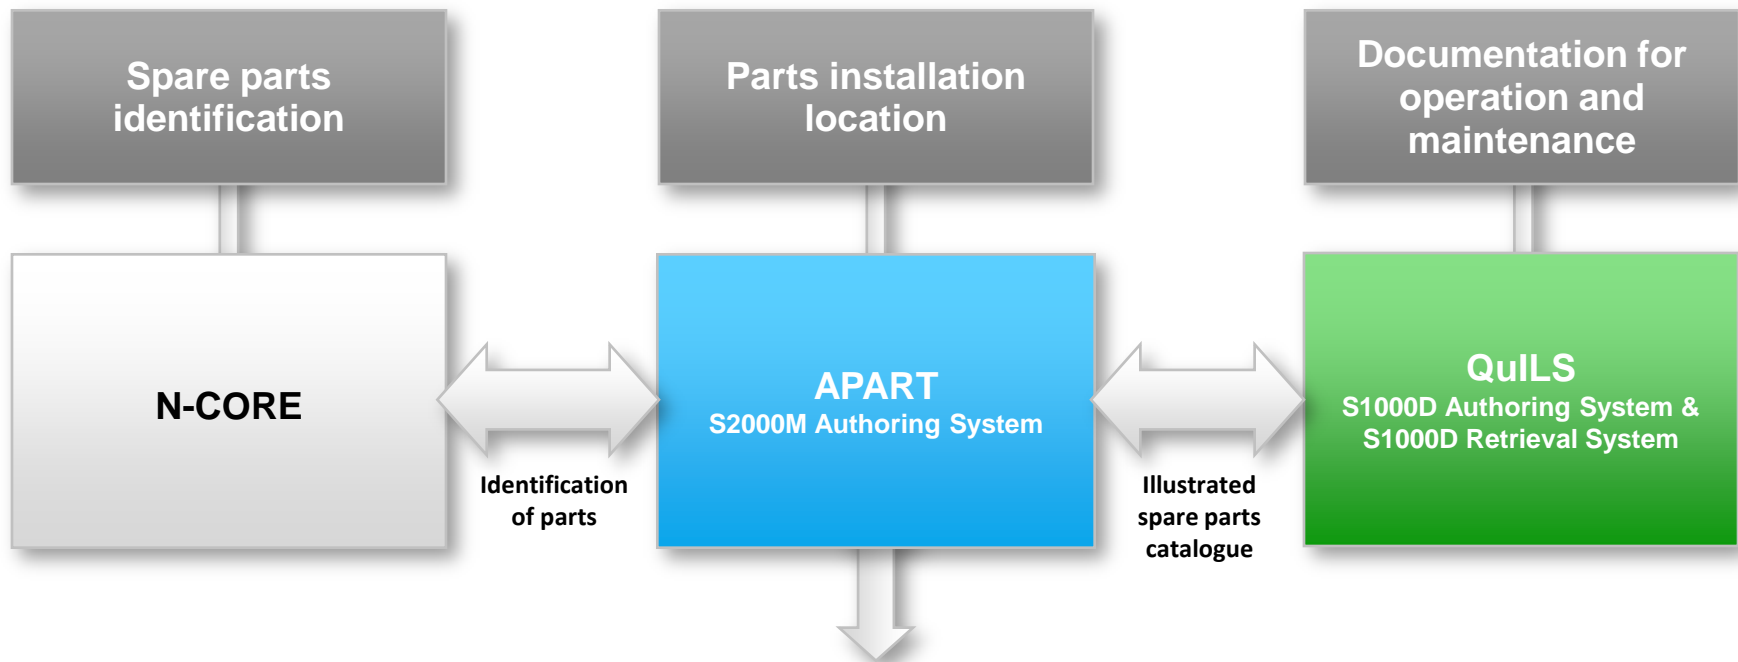 Spare parts
identification
Parts installation
location
Documentation for
operation and
maintenance
N-CORE
Identification
of parts
APART
S2000M Authoring System
Illustrated
spare parts
catalogue
QuILS
S1000D Authoring System &
S1000D Retrieval System